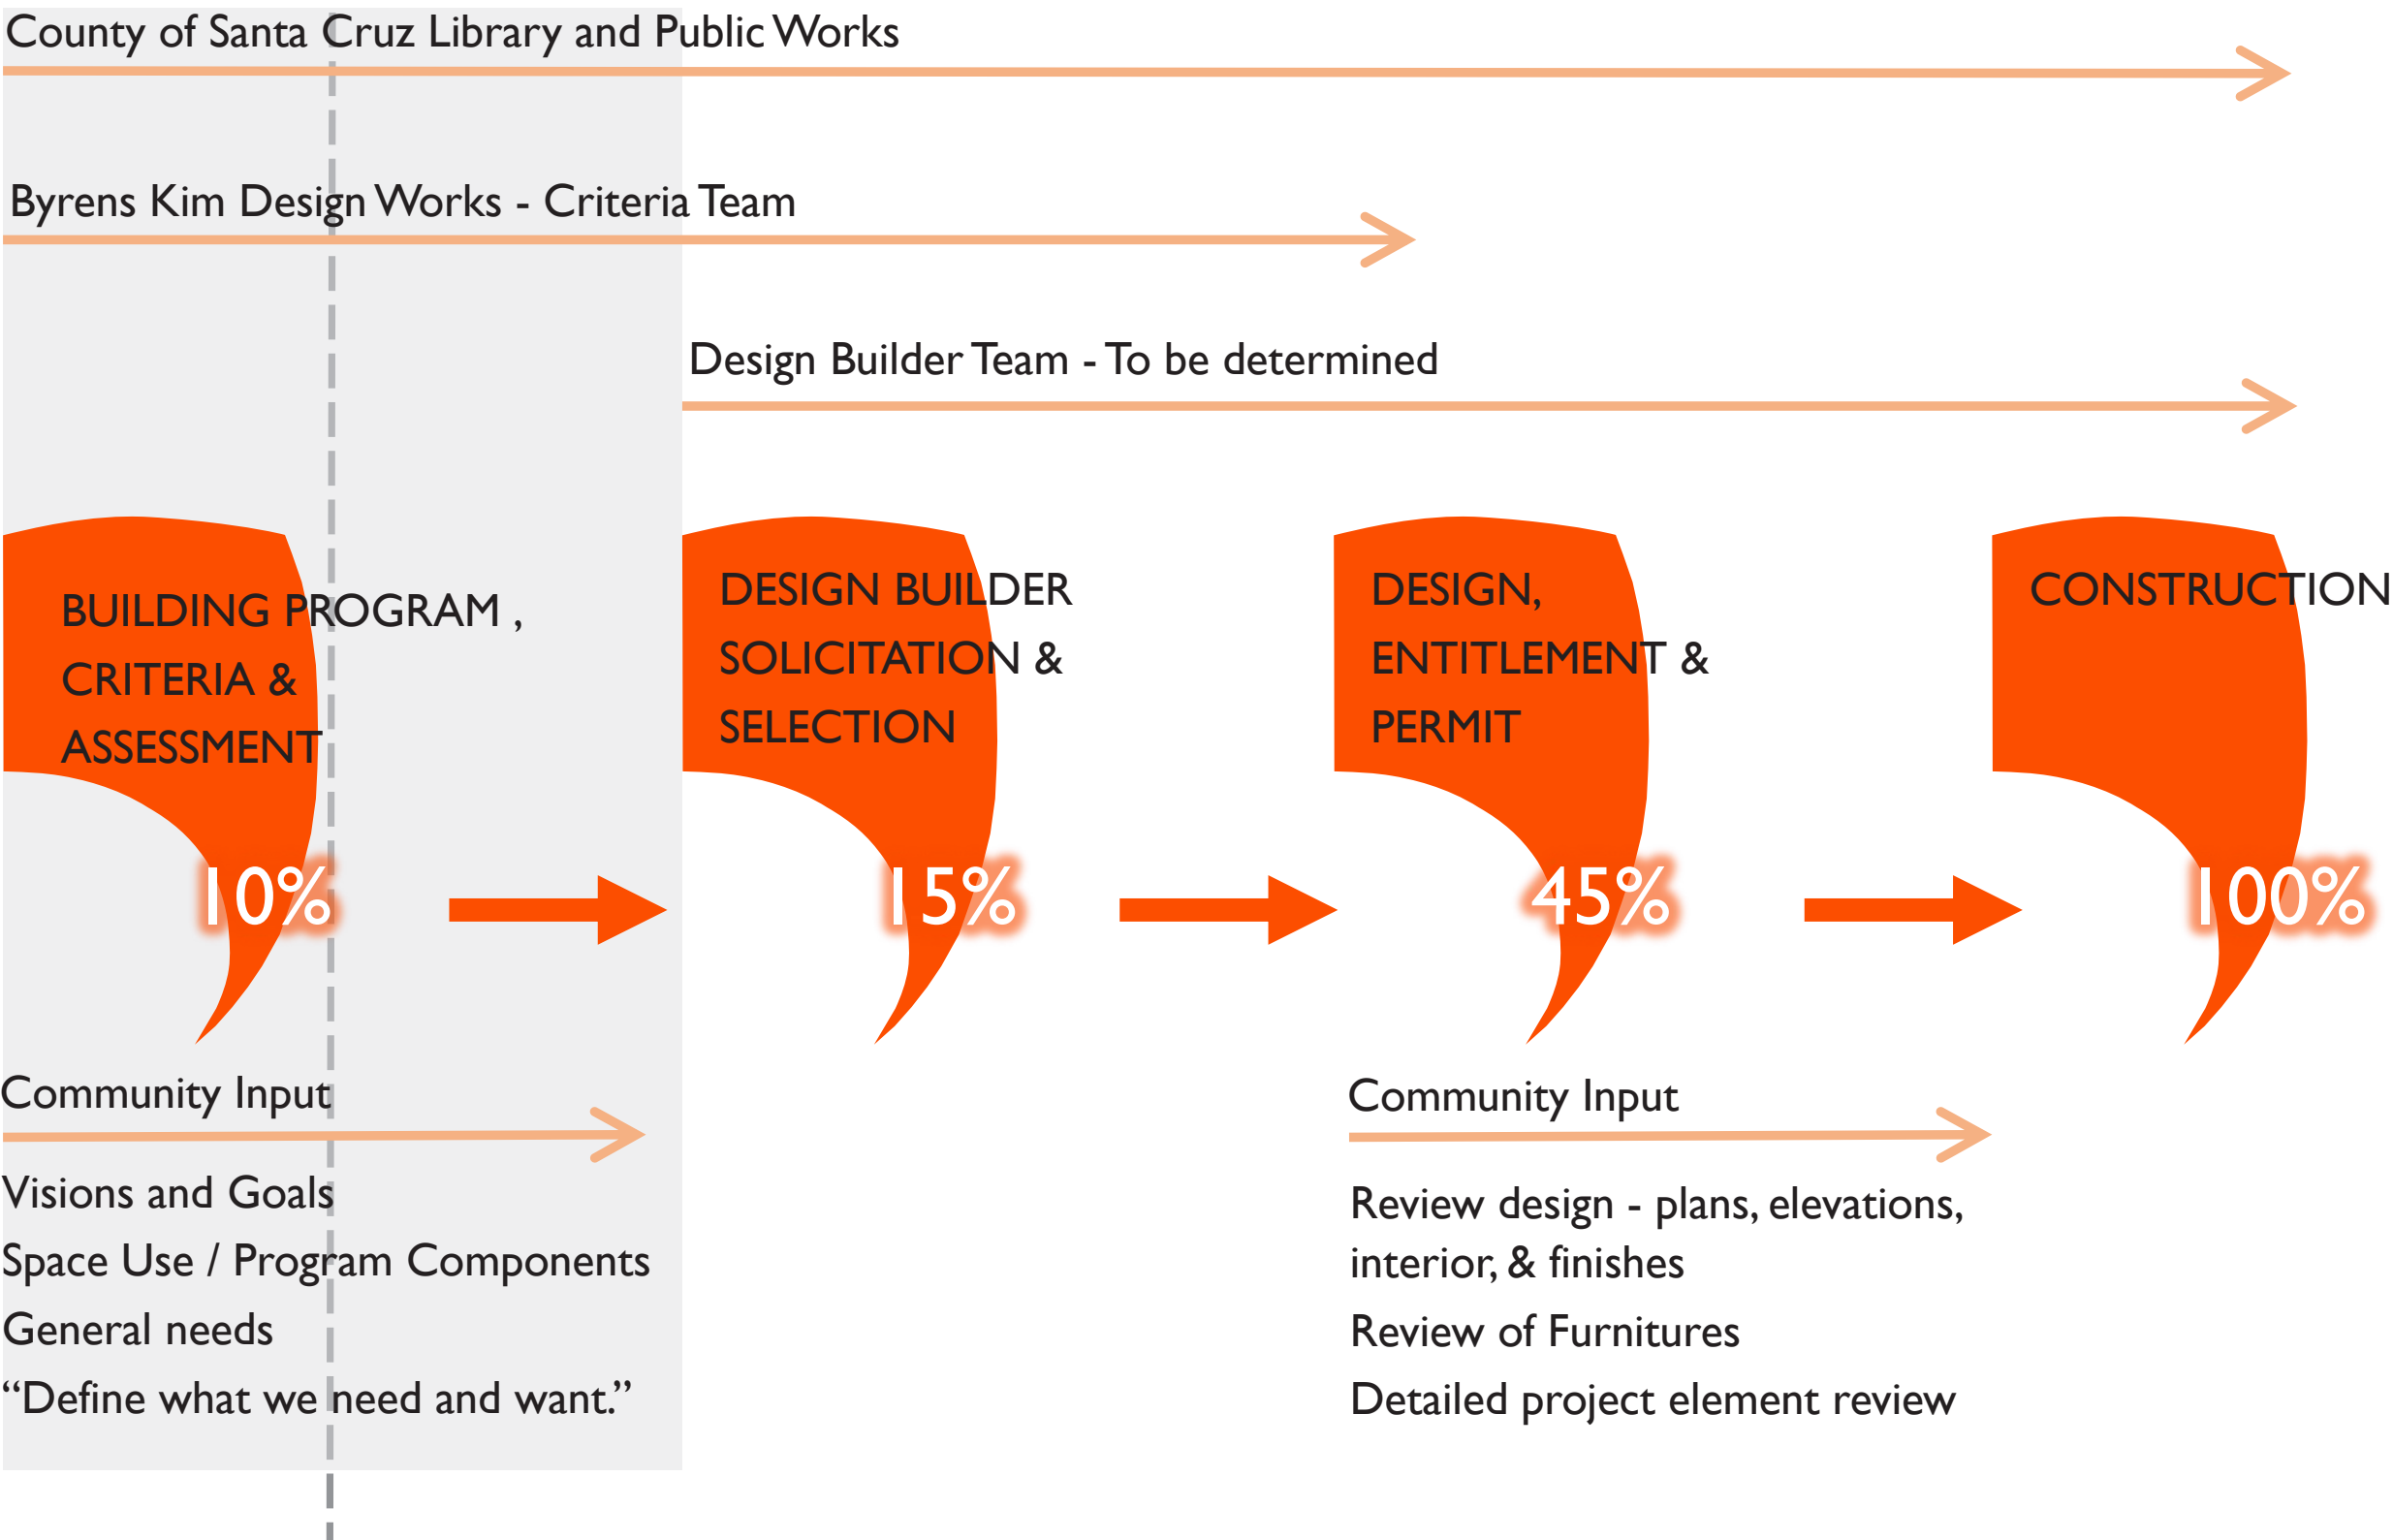 County of Santa Cruz Library and Public Works
Byrens Kim Design Works - Criteria Team
Design Builder Team - To be determined
BUILDING PROGRAM ,
CRITERIA &
ASSESSMENT
10%
DESIGN BUILDER
SOLICITATION &
SELECTION
15%
DESIGN,
ENTITLEMENT &
PERMIT
45%
CONSTRUCTION
100%
Community Input
Visions and Goals
Space Use / Program Components
General needs
“Define what we need and want.”
Community Input
Review design - plans, elevations,
interior, & finishes
Review of Furnitures
Detailed project element review